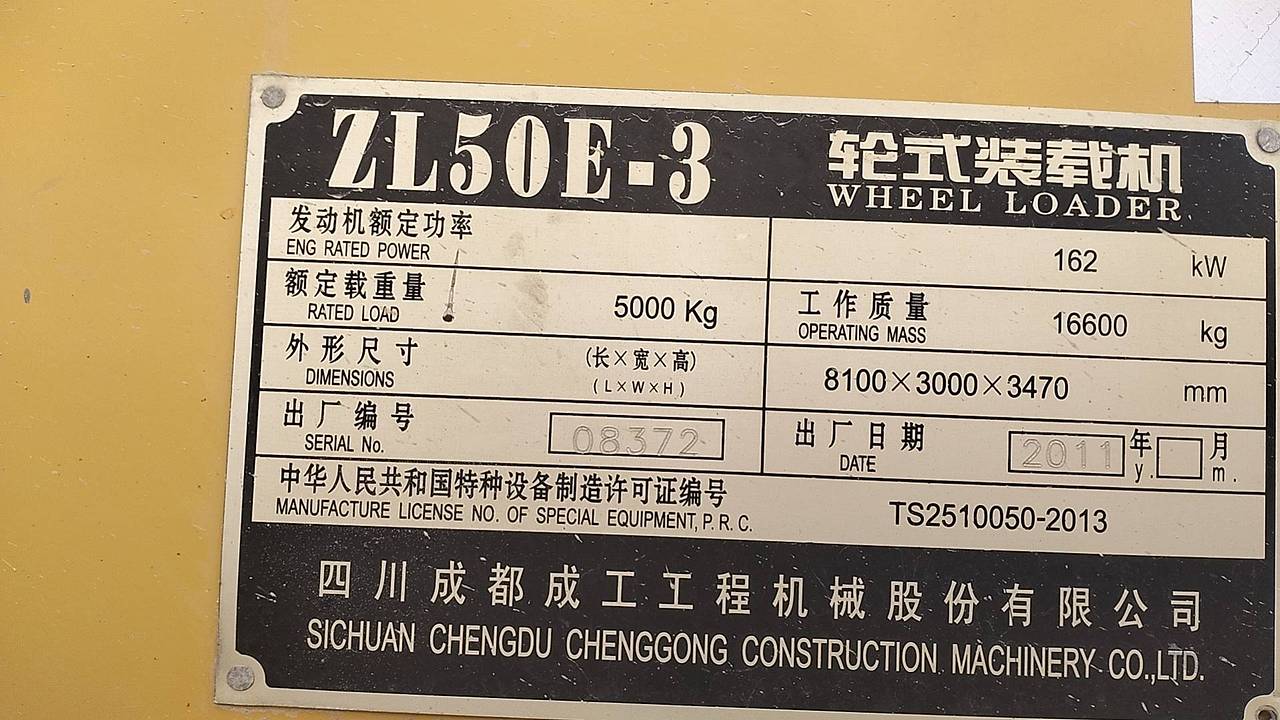 ZL50E-3 轮式装载机
WHEEL LOADER
发动机额定功率 162 kW
ENG RATED POWER
额定载重量 5000 Kg 工作质量 16600 kg
RATED LOAD OPERATING MASS
外形尺寸 (长×宽×高) 8100×3000×3470 mm
DIMENSIONS (L×W×H)
出厂编号 08372 出厂日期 2011 年 月
SERIAL No. DATE y. m.
中华人民共和国特种设备制造许可证编号 TS2510050-2013
MANUFACTURE LICENSE NO. OF SPECIAL EQUIPMENT, P. R. C.
四川成都成工工程机械股份有限公司
SICHUAN CHENGDU CHENGGONG CONSTRUCTION MACHINERY CO.,LTD.